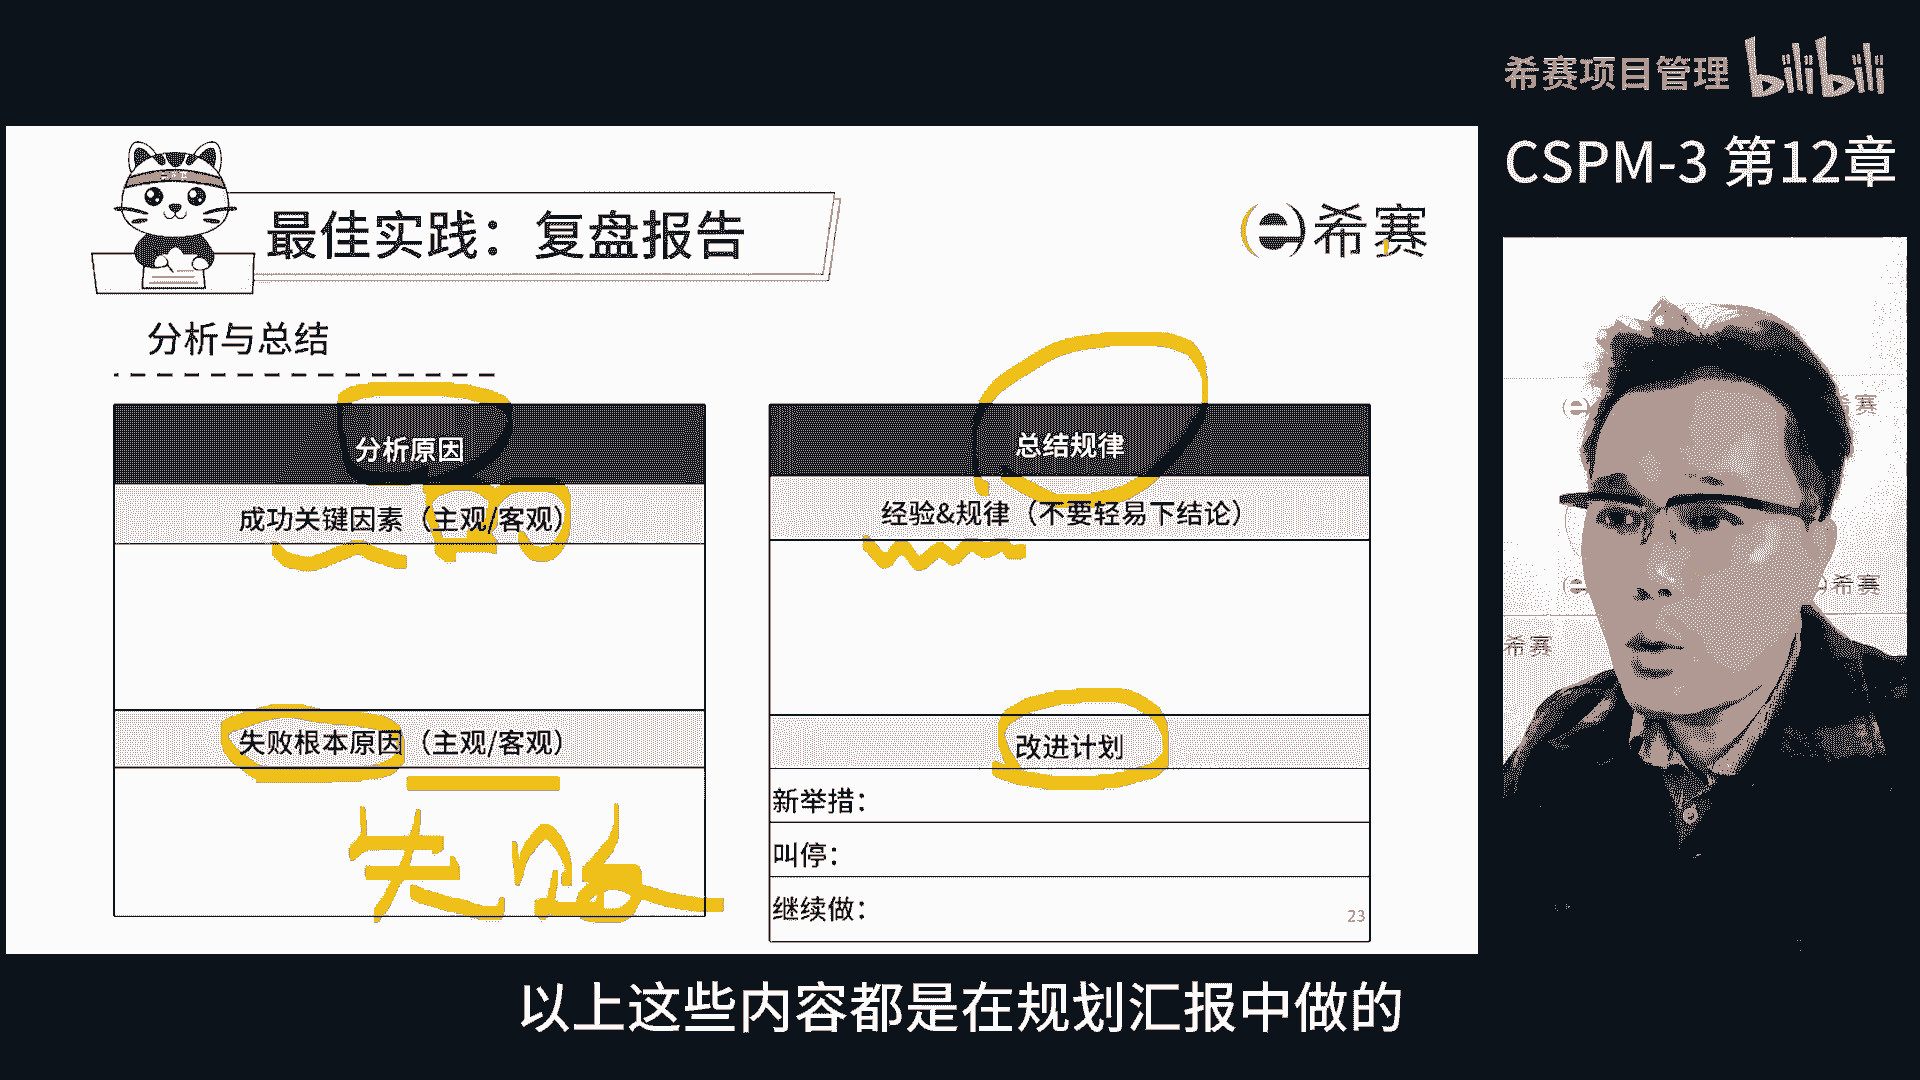 希赛项目管理 bilibili
CSPM-3 第12章
最佳实践：复盘报告
希赛
分析与总结
分析原因
成功关键因素（主观/客观）
失败根本原因（主观/客观）
失败
总结规律
经验&规律（不要轻易下结论）
改进计划
新举措：
叫停：
继续做：
23
希赛
希赛
希赛
以上这些内容都是在规划汇报中做的